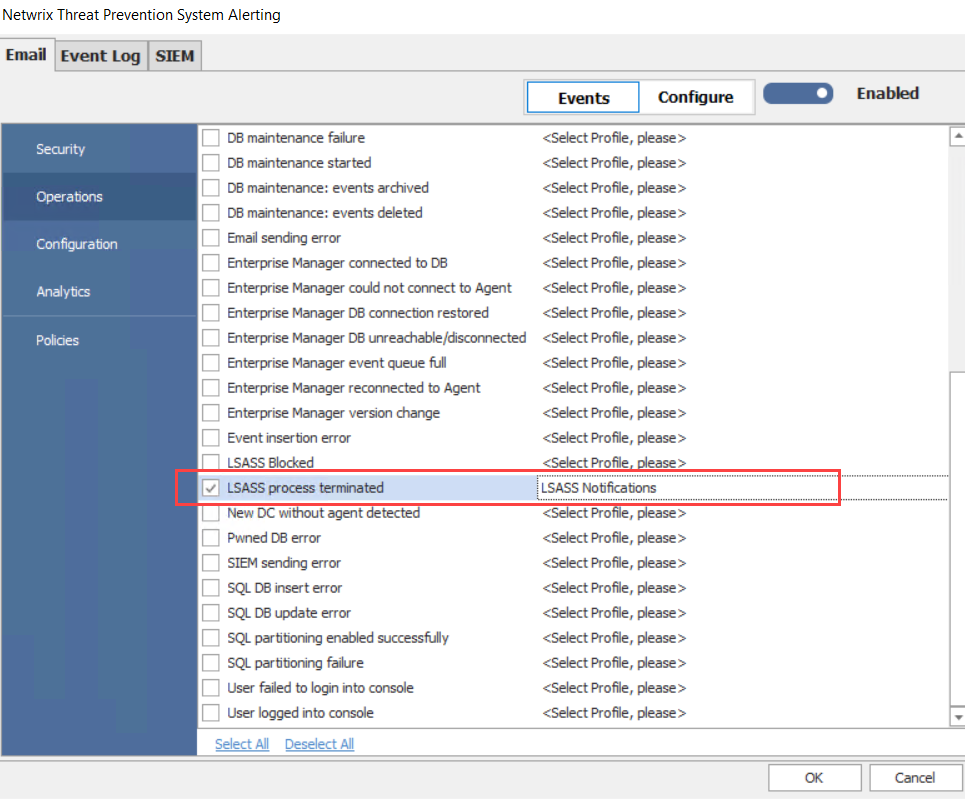 Netwrix Threat Prevention System Alerting
Email Event Log SIEM
Events Configure Enabled
Security
Operations
Configuration
Analytics
Policies
DB maintenance failure <Select Profile, please>
DB maintenance started <Select Profile, please>
DB maintenance: events archived <Select Profile, please>
DB maintenance: events deleted <Select Profile, please>
Email sending error <Select Profile, please>
Enterprise Manager connected to DB <Select Profile, please>
Enterprise Manager could not connect to Agent <Select Profile, please>
Enterprise Manager DB connection restored <Select Profile, please>
Enterprise Manager DB unreachable/disconnected <Select Profile, please>
Enterprise Manager event queue full <Select Profile, please>
Enterprise Manager reconnected to Agent <Select Profile, please>
Enterprise Manager version change <Select Profile, please>
Event insertion error <Select Profile, please>
LSASS Blocked <Select Profile, please>
LSASS process terminated LSASS Notifications
New DC without agent detected <Select Profile, please>
Pwned DB error <Select Profile, please>
SIEM sending error <Select Profile, please>
SQL DB insert error <Select Profile, please>
SQL DB update error <Select Profile, please>
SQL partitioning enabled successfully <Select Profile, please>
SQL partitioning failure <Select Profile, please>
User failed to login into console <Select Profile, please>
User logged into console <Select Profile, please>
Select All Deselect All
OK Cancel